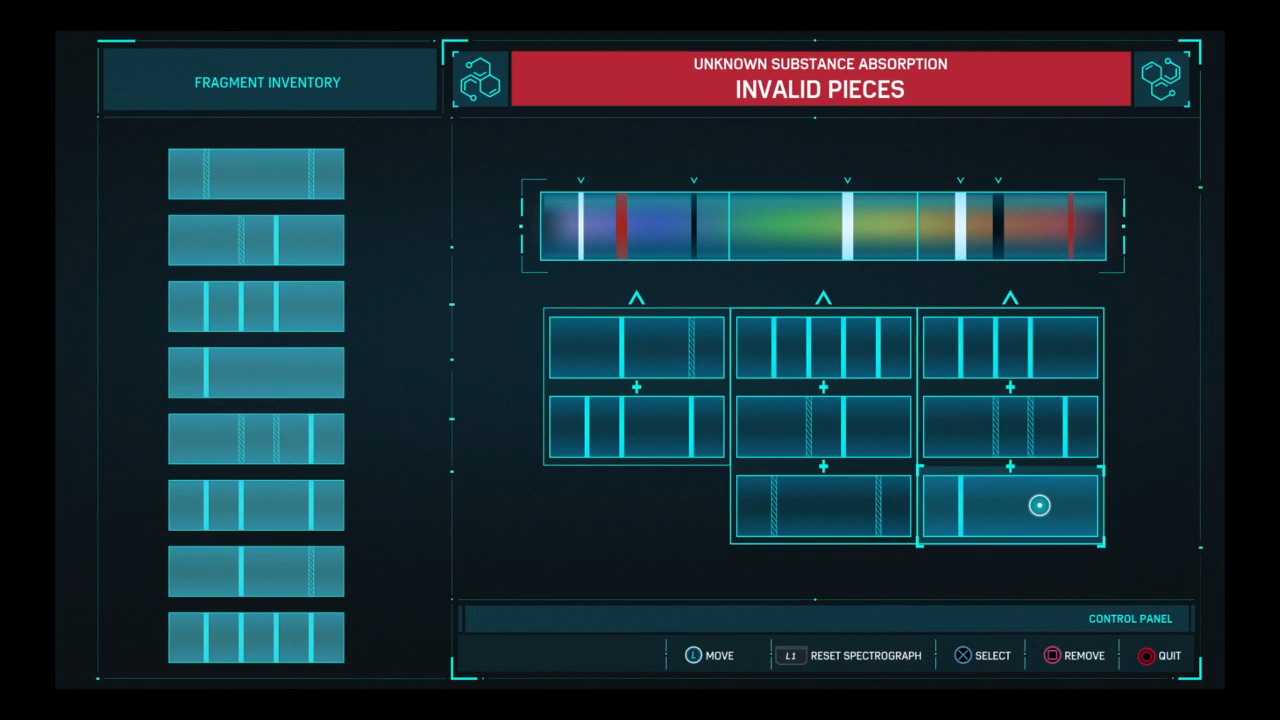 FRAGMENT INVENTORY
UNKNOWN SUBSTANCE ABSORPTION
INVALID PIECES
CONTROL PANEL
L MOVE
L1 RESET SPECTROGRAPH
SELECT
REMOVE
QUIT